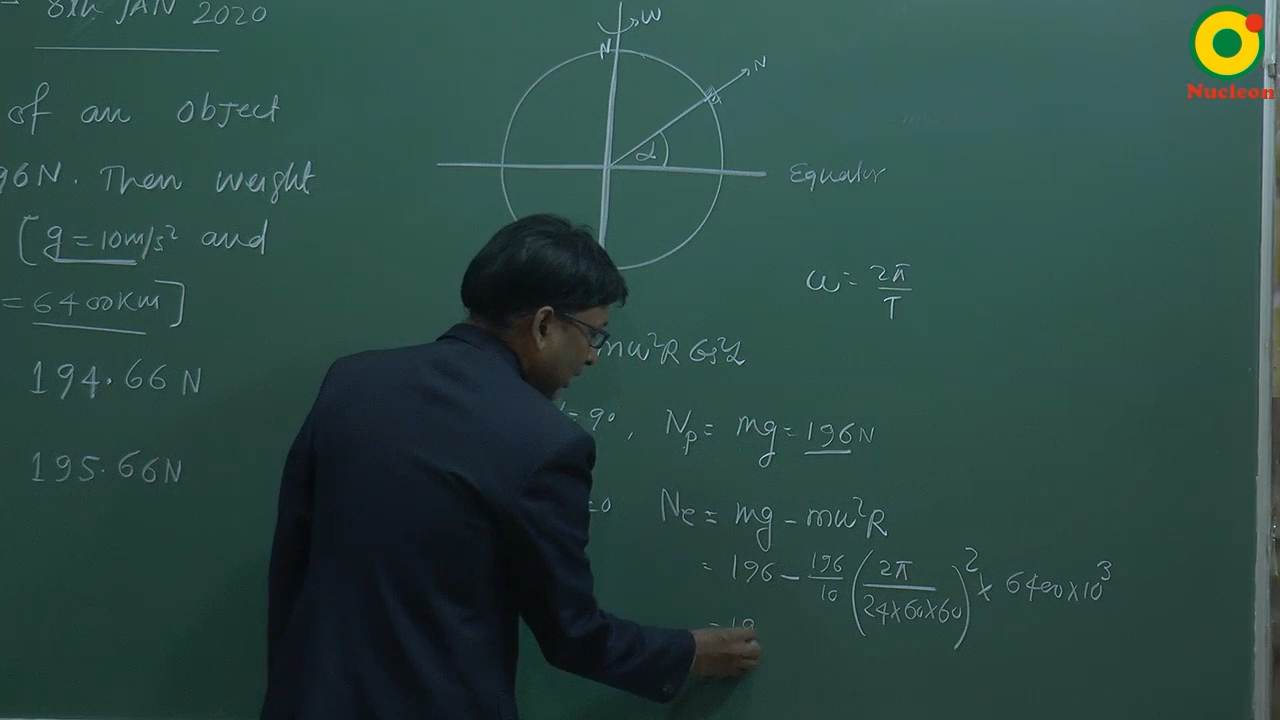 8th JAN 2020
of an object
96N. Then weight
[g = 10m/s² and
= 6400KM]
194.66 N
195.66N
ω
N
N
α
Equator
ω = 2π/T
mω²R Cos²α
= 90°, Np = mg = 196N
=0 Ne = mg - mω²R
= 196 - 196/10 (2π/24×60×60)² × 6400×10³
= 19
Nucleon